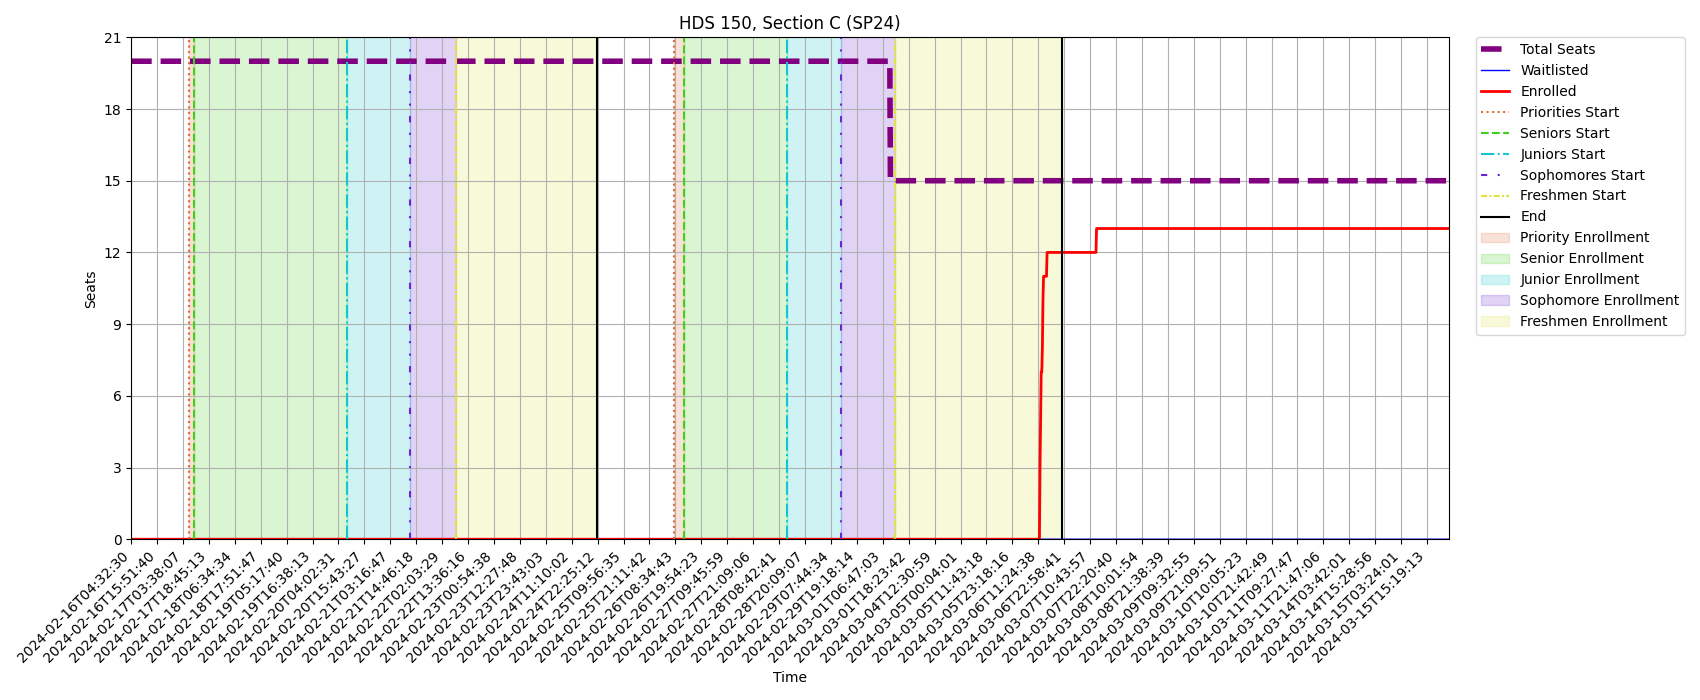 HDS 150, Section C (SP24)
21
18
15
12
9
6
3
0
Seats
2024-02-16T04:32:30
2024-02-16T15:51:40
2024-02-17T03:38:07
2024-02-17T18:45:13
2024-02-18T06:34:34
2024-02-18T17:51:47
2024-02-19T05:17:40
2024-02-19T16:38:13
2024-02-20T04:02:31
2024-02-20T15:43:27
2024-02-21T03:16:47
2024-02-21T14:46:18
2024-02-22T02:03:29
2024-02-22T13:36:16
2024-02-23T00:54:38
2024-02-23T12:27:48
2024-02-23T23:43:03
2024-02-24T11:10:02
2024-02-24T22:25:12
2024-02-25T09:56:35
2024-02-25T21:11:42
2024-02-26T08:34:43
2024-02-26T19:54:23
2024-02-27T09:45:59
2024-02-27T21:09:06
2024-02-28T08:42:41
2024-02-28T20:09:07
2024-02-29T07:44:34
2024-02-29T19:18:14
2024-03-01T06:47:03
2024-03-01T18:23:42
2024-03-04T12:30:59
2024-03-05T00:04:01
2024-03-05T11:43:18
2024-03-05T23:18:16
2024-03-06T11:24:38
2024-03-06T22:58:41
2024-03-07T10:43:57
2024-03-07T22:20:40
2024-03-08T10:01:54
2024-03-08T21:38:39
2024-03-09T09:32:55
2024-03-09T21:09:51
2024-03-10T10:05:23
2024-03-10T21:42:49
2024-03-11T09:27:47
2024-03-11T21:47:06
2024-03-14T03:42:01
2024-03-14T15:28:56
2024-03-15T03:24:01
2024-03-15T15:19:13
Time
Total Seats
Waitlisted
Enrolled
Priorities Start
Seniors Start
Juniors Start
Sophomores Start
Freshmen Start
End
Priority Enrollment
Senior Enrollment
Junior Enrollment
Sophomore Enrollment
Freshmen Enrollment